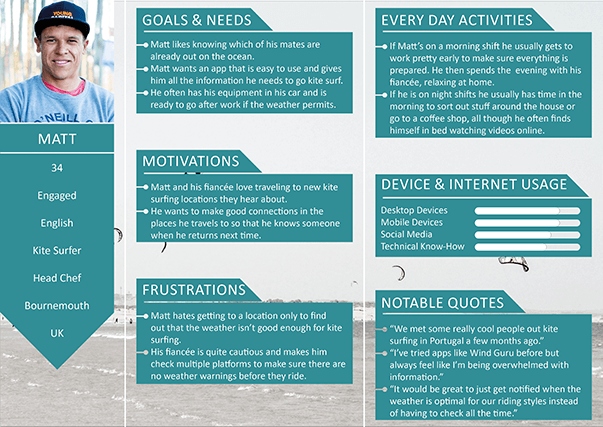 YOUNG
O'NEILL
MATT
34
Engaged
English
Kite Surfer
Head Chef
Bournemouth
UK
GOALS & NEEDS
Matt likes knowing which of his mates are
already out on the ocean.
Matt wants an app that is easy to use and gives
him all the information he needs to go kite surf.
He often has his equipment in his car and is
ready to go after work if the weather permits.
MOTIVATIONS
Matt and his fiancée love traveling to new kite
surfing locations they hear about.
He wants to make good connections in the
places he travels to so that he knows someone
when he returns next time.
FRUSTRATIONS
Matt hates getting to a location only to find
out that the weather isn't good enough for kite
surfing.
His fiancée is quite cautious and makes him
check multiple platforms to make sure there are
no weather warnings before they ride.
EVERY DAY ACTIVITIES
If Matt's on a morning shift he usually gets to
work pretty early to make sure everything is
prepared. He then spends the evening with his
fiancée, relaxing at home.
If he is on night shifts he usually has time in the
morning to sort out stuff around the house or
go to a coffee shop, all though he often finds
himself in bed watching videos online.
DEVICE & INTERNET USAGE
Desktop Devices
Mobile Devices
Social Media
Technical Know-How
NOTABLE QUOTES
"We met some really cool people out kite
surfing in Portugal a few months ago."
"I've tried apps like Wind Guru before but
always feel like I'm being overwhelmed with
information."
"It would be great to just get notified when the
weather is optimal for our riding styles instead
of having to check all the time."